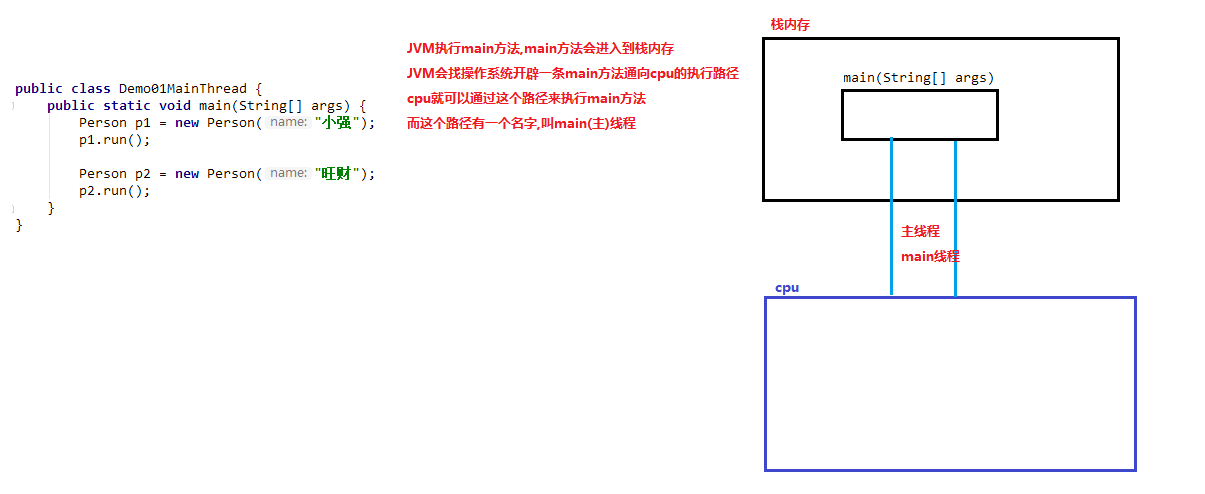 public class Demo01MainThread {
public static void main(String[] args) {
Person p1 = new Person( name: "小强");
p1.run();
Person p2 = new Person( name: "旺财");
p2.run();
}
}
JVM执行main方法,main方法会进入到栈内存
JVM会找操作系统开辟一条main方法通向cpu的执行路径
cpu就可以通过这个路径来执行main方法
而这个路径有一个名字,叫main(主)线程
栈内存
main(String[] args)
主线程
main线程
cpu